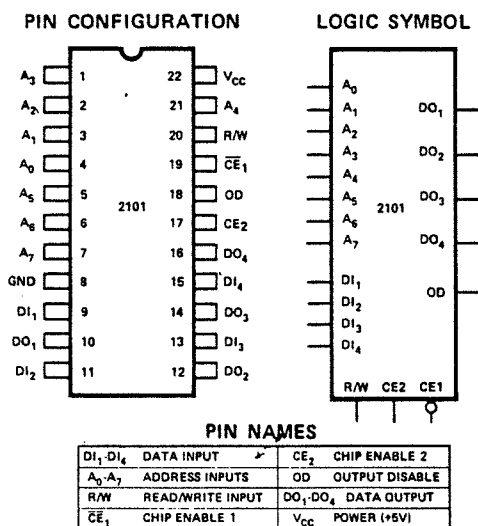 PIN CONFIGURATION
A₃ 1 22 V_CC
A₂ 2 21 A₄
A₁ 3 20 R/W
A₀ 4 19 C̅E̅₁
A₅ 5 18 OD
A₆ 6 17 CE₂
A₇ 7 16 DO₄
GND 8 15 DI₄
DI₁ 9 14 DO₃
DO₁ 10 13 DI₃
DI₂ 11 12 DO₂
2101
LOGIC SYMBOL
A₀
A₁
A₂
A₃
A₄
A₅
A₆
A₇
DI₁
DI₂
DI₃
DI₄
2101
DO₁
DO₂
DO₃
DO₄
OD
R/W CE2 CE1
PIN NAMES
DI₁-DI₄ DATA INPUT CE₂ CHIP ENABLE 2
A₀-A₇ ADDRESS INPUTS OD OUTPUT DISABLE
R/W READ/WRITE INPUT DO₁-DO₄ DATA OUTPUT
C̅E̅₁ CHIP ENABLE 1 V_CC POWER (+5V)